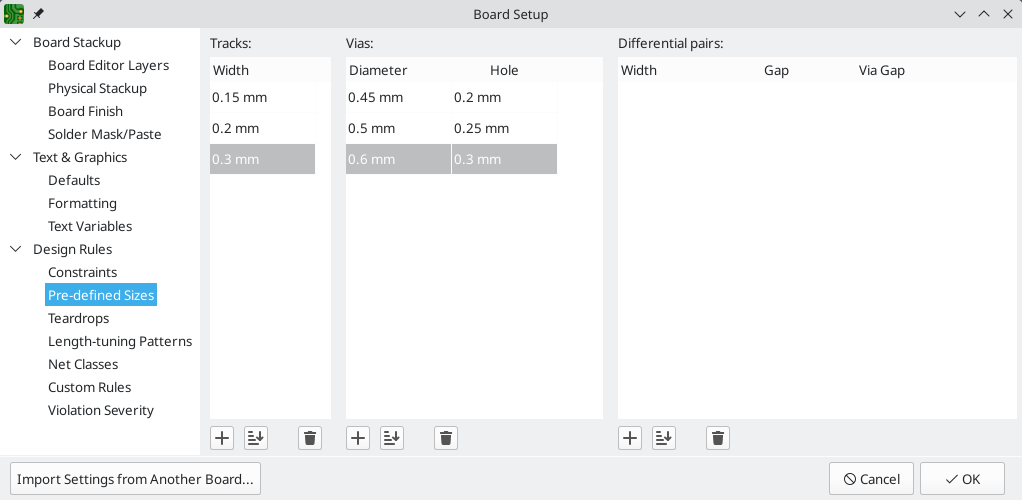 Board Setup
Board Stackup
Board Editor Layers
Physical Stackup
Board Finish
Solder Mask/Paste
Text & Graphics
Defaults
Formatting
Text Variables
Design Rules
Constraints
Pre-defined Sizes
Teardrops
Length-tuning Patterns
Net Classes
Custom Rules
Violation Severity
Tracks:
Width
0.15 mm
0.2 mm
0.3 mm
Vias:
Diameter Hole
0.45 mm 0.2 mm
0.5 mm 0.25 mm
0.6 mm 0.3 mm
Differential pairs:
Width Gap Via Gap
Import Settings from Another Board...
Cancel
OK